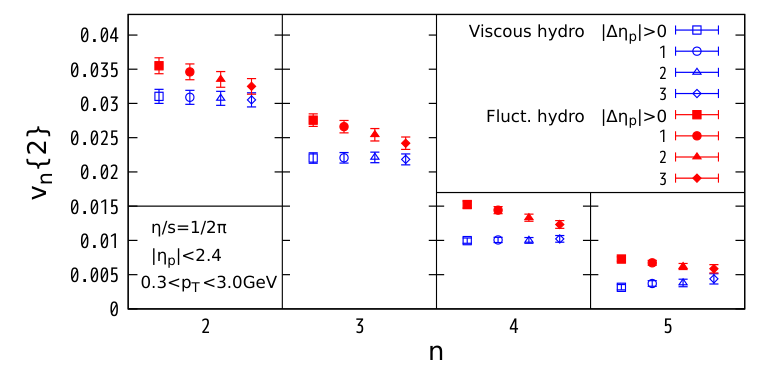 0.04
0.035
0.03
0.025
0.02
0.015
0.01
0.005
0
v_n{2}
Viscous hydro |Δη_p|>0
1
2
3
Fluct. hydro |Δη_p|>0
1
2
3
η/s=1/2π
|η_p|<2.4
0.3<p_T<3.0GeV
2 3 4 5
n